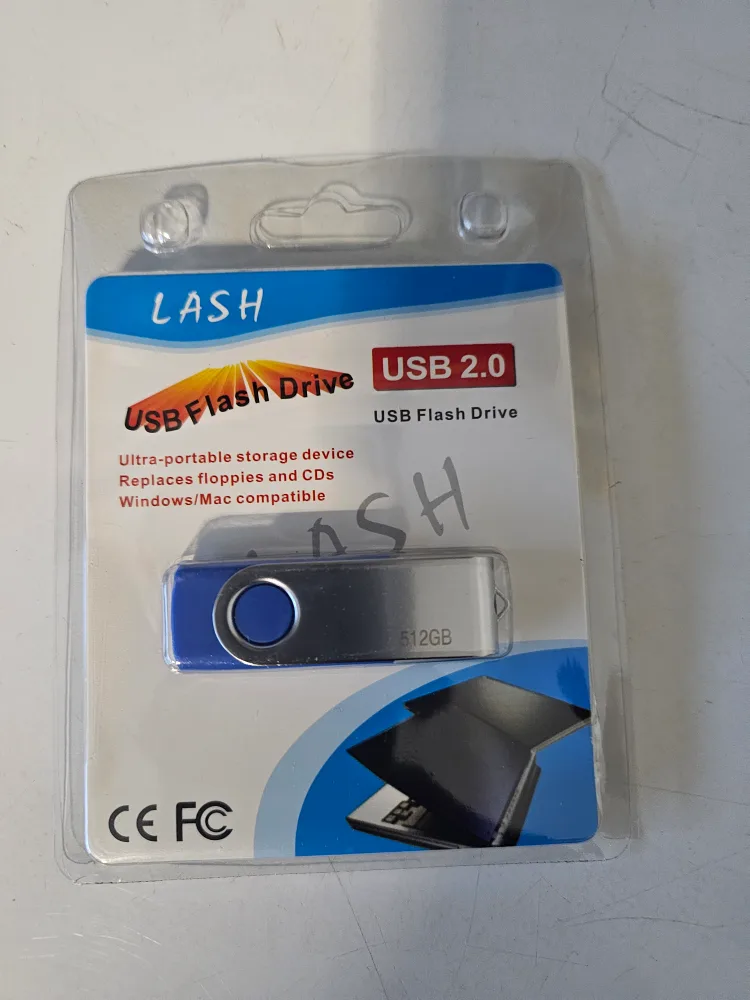 LASH
USB Flash Drive
USB 2.0
USB Flash Drive
Ultra-portable storage device
Replaces floppies and CDs
Windows/Mac compatible
LASH
512GB
CE FC